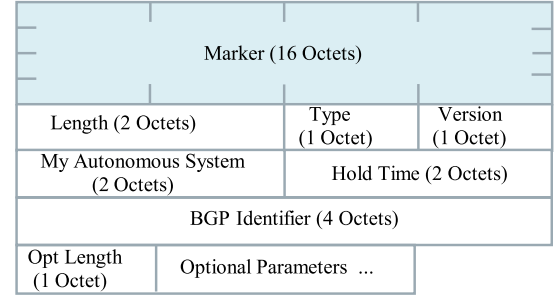 Marker (16 Octets)
Length (2 Octets)
Type
(1 Octet)
Version
(1 Octet)
My Autonomous System
(2 Octets)
Hold Time (2 Octets)
BGP Identifier (4 Octets)
Opt Length
(1 Octet)
Optional Parameters ...